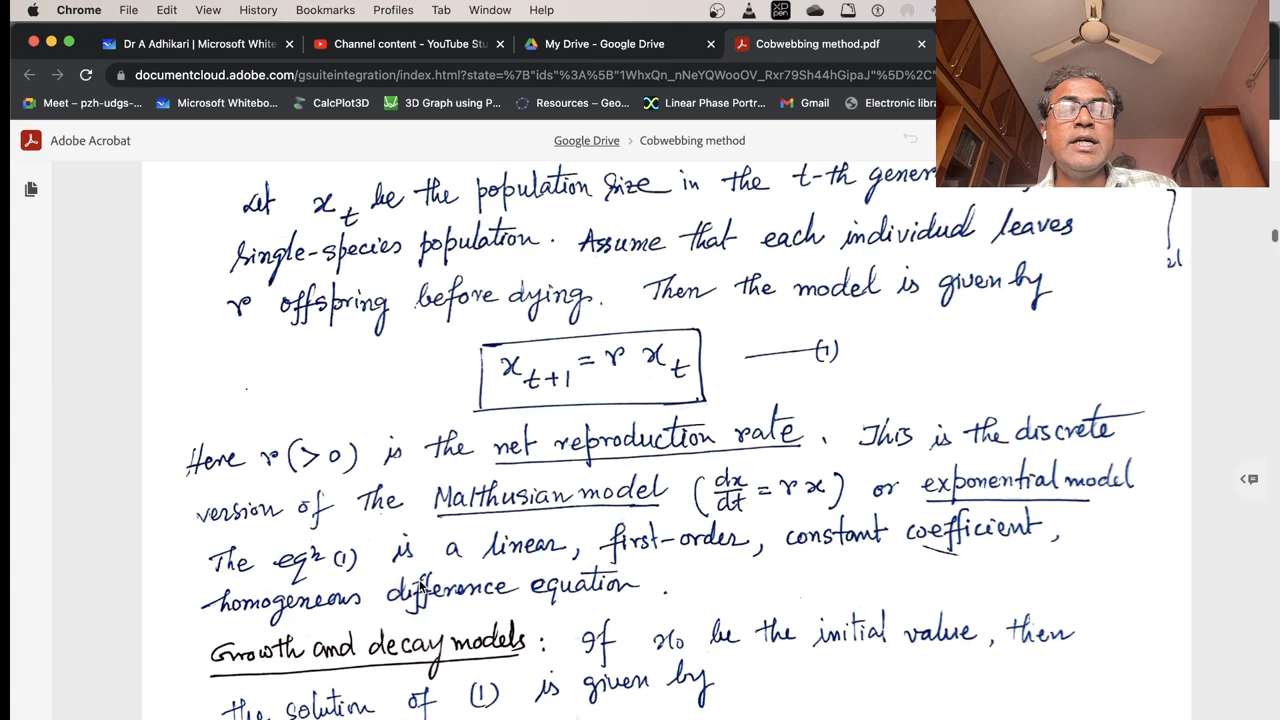 Chrome File Edit View History Bookmarks Profiles Tab Window Help
Dr A Adhikari | Microsoft White
Channel content - YouTube Stu
My Drive - Google Drive
Cobwebbing method.pdf
documentcloud.adobe.com/gsuiteintegration/index.html?state=%7B"ids"%3A%5B"1WhxQn_nNeYQWooOV_Rxr79Sh44hGipaJ"%5D%2C"
Meet – pzh-udgs-... Microsoft Whitebo... CalcPlot3D 3D Graph using P... Resources – Geo... Linear Phase Portr... Gmail Electronic lib
Adobe Acrobat
Google Drive > Cobwebbing method
Let x_t be the population size in the t-th gener
single-species population. Assume that each individual leaves
r offspring before dying. Then the model is given by
x_{t+1} = r x_t —(1)
Here r(>0) is the net reproduction rate. This is the discrete
version of the Malthusian model (dx/dt = r x) or exponential model
The eqn (1) is a linear, first-order, constant coefficient,
homogeneous difference equation.
Growth and decay models: If x_0 be the initial value, then
the solution of (1) is given by